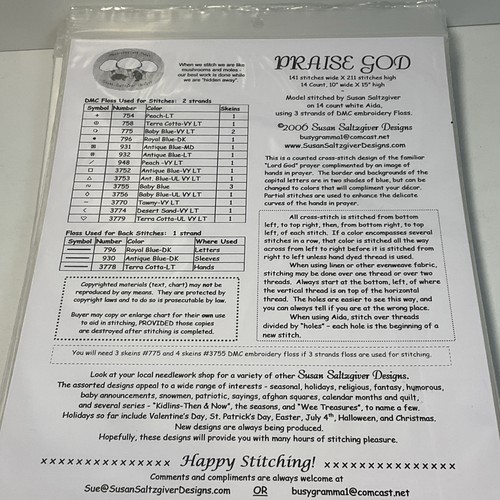 When we stitch we are like
mushrooms and moles -
our best work is done while
we are "hidden away"
PRAISE GOD
141 stitches wide X 211 stitches high
14 Count, 10" wide X 15" high
Model stitched by Susan Saltzgiver
on 14 count white Aida,
using 3 strands of DMC embroidery Floss.
©2006 Susan Saltzgiver Designs
busygramma1@comcast.net
www.SusanSaltzgiverDesigns.com
This is a counted cross-stitch design of the familiar
"Lord God" prayer complimented by an image of
hands in prayer. The border and backgrounds of the
capital letters are in two shades of blue, but can be
changed to colors that will compliment your décor.
Partial stitches are used to enhance the delicate
curves of the hands in prayer.
DMC Floss Used for Stitches: 2 strands
Symbol Number Color Skeins
754 Peach-LT 1
758 Terra Cotta-VY LT 1
775 Baby Blue-VY LT 2
796 Royal Blue-DK 1
931 Antique Blue-MD 1
932 Antique Blue-LT 1
948 Peach -VY LT 1
3752 Antique Blue-VY LT 1
3753 Ant. Blue-UL VY LT 1
3755 Baby Blue 3
3756 Baby Blue-UL VY LT 1
3770 Tawny-VY LT 1
3774 Desert Sand-VY LT 1
3779 Terra Cotta-UL VY LT 1
Floss Used for Back Stitches: 1 strand
Symbol Number Color Where Used
796 Royal Blue-DK Letters
930 Antique Blue-DK Sleeves
3778 Terra Cotta-LT Hands
Copyrighted materials (text, chart) may not be
reproduced by any means. They are protected by
copyright laws and to do so is prosecutable by law.
Buyer may copy or enlarge chart for their own use
to aid in stitching, PROVIDED those copies
are destroyed after stitching is completed.
All cross-stitch is stitched from bottom
left, to top right, then, from bottom right, to top
left, of each stitch. If a color encompasses several
stitches in a row, that color is stitched all the way
across from left to right before it is stitched from
right to left unless hand dyed thread is used.
When using linen or other evenweave fabric,
stitching may be done over one thread or over two
threads. Always start at the bottom, left, of where
the vertical thread is on top of the horizontal
thread. The holes are easier to see this way, and
you can always tell if you are at the wrong place.
When using Aida, stitch over threads
divided by "holes" – each hole is the beginning of a
new stitch.
You will need 3 skeins #775 and 4 skeins #3755 DMC embroidery floss if 3 strands floss are used for stitching.
Look at your local needlework shop for a variety of other Susan Saltzgiver Designs.
The assorted designs appeal to a wide range of interests – seasonal, holidays, religious, fantasy, humorous,
baby announcements, snowmen, patriotic, sayings, afghan squares, calendar months and quilt,
and several series – "Kidlins-Then & Now", the seasons, and "Wee Treasures", to name a few.
Holidays so far include Valentine's Day, St. Patrick's Day, Easter, July 4th, Halloween, and Christmas.
New designs are always being produced.
Hopefully, these designs will provide you with many hours of stitching pleasure.
x x x x x x x x x x x x x x Happy Stitching! x x x x x x x x x x x x x x
Comments and compliments are always welcome at
Sue@SusanSaltzgiverDesigns.com OR busygramma1@comcast.net